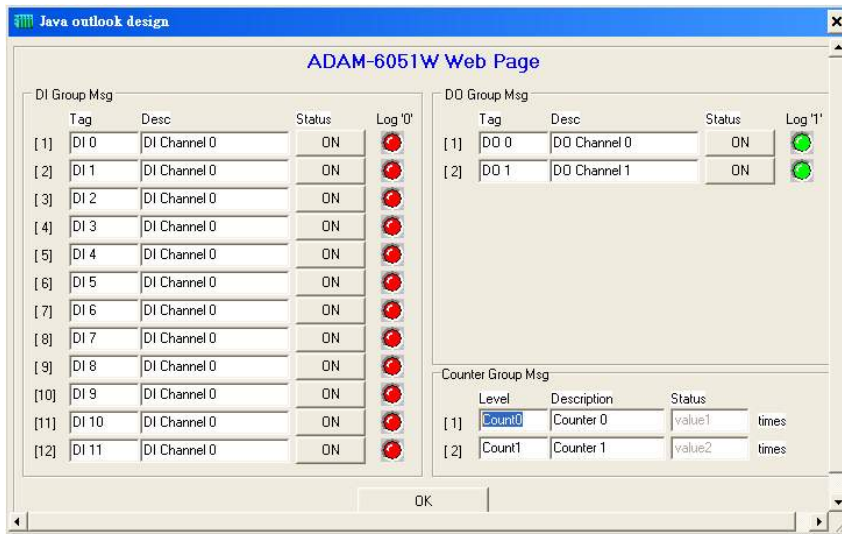 Java outlook design
ADAM-6051W Web Page
DI Group Msg
Tag Desc Status Log '0'
[1] DI 0 DI Channel 0 ON
[2] DI 1 DI Channel 0 ON
[3] DI 2 DI Channel 0 ON
[4] DI 3 DI Channel 0 ON
[5] DI 4 DI Channel 0 ON
[6] DI 5 DI Channel 0 ON
[7] DI 6 DI Channel 0 ON
[8] DI 7 DI Channel 0 ON
[9] DI 8 DI Channel 0 ON
[10] DI 9 DI Channel 0 ON
[11] DI 10 DI Channel 0 ON
[12] DI 11 DI Channel 0 ON
DO Group Msg
Tag Desc Status Log '1'
[1] DO 0 DO Channel 0 ON
[2] DO 1 DO Channel 1 ON
Counter Group Msg
Level Description Status
[1] Count0 Counter 0 value1 times
[2] Count1 Counter 1 value2 times
OK